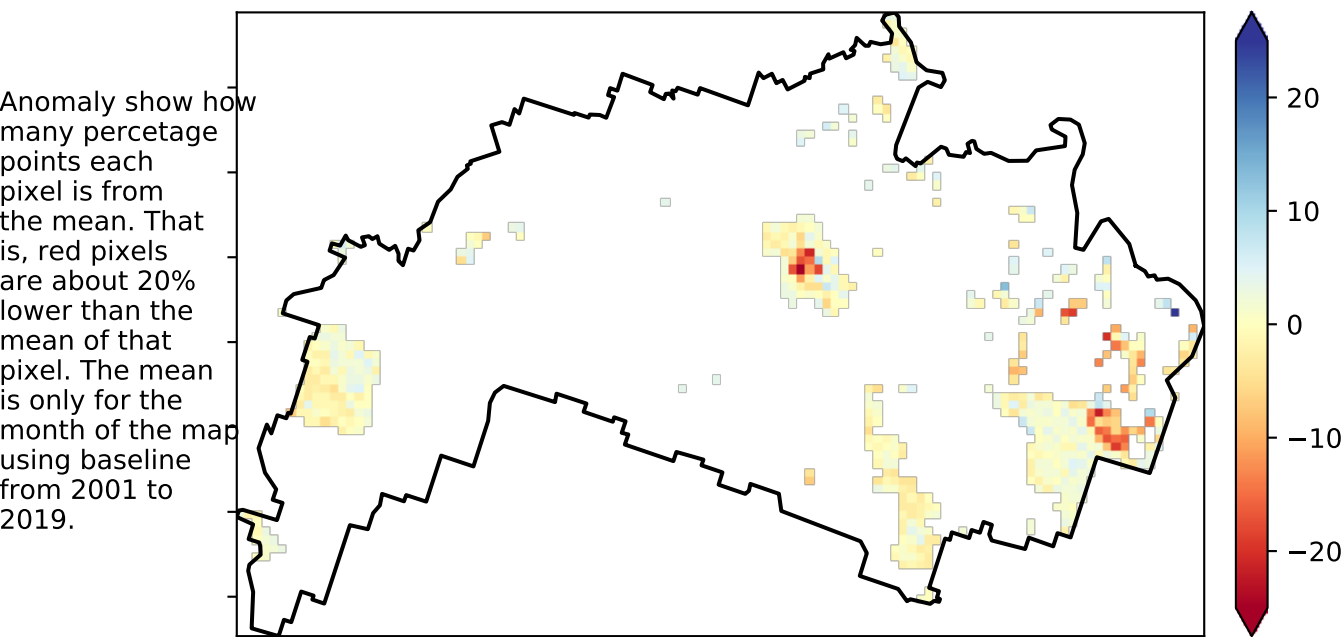 Anomaly show how
many percetage
points each
pixel is from
the mean. That
is, red pixels
are about 20%
lower than the
mean of that
pixel. The mean
is only for the
month of the map
using baseline
from 2001 to
2019.
20
10
0
−10
−20